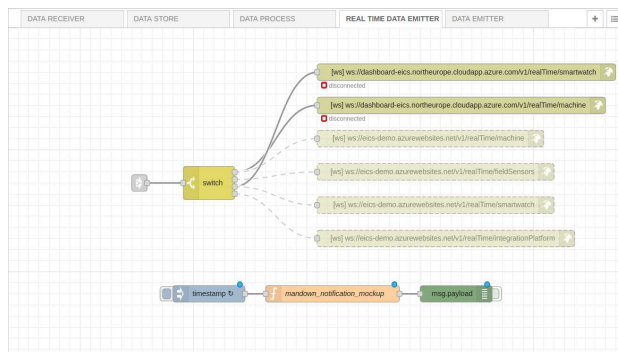 DATA RECEIVER
DATA STORE
DATA PROCESS
REAL TIME DATA EMITTER
DATA EMITTER
[ws] ws://dashboard-eics.northeurope.cloudapp.azure.com/v1/realTime/smartwatch
disconnected
[ws] ws://dashboard-eics.northeurope.cloudapp.azure.com/v1/realTime/machine
disconnected
[ws] ws://eics-demo.azurewebsites.net/v1/realTime/machine
[ws] ws://eics-demo.azurewebsites.net/v1/realTime/fieldSensors
switch
[ws] ws://eics-demo.azurewebsites.net/v1/realTime/smartwatch
[ws] ws://eics-demo.azurewebsites.net/v1/realTime/integrationPlatform
timestamp ↻
mandown_notification_mockup
msg.payload